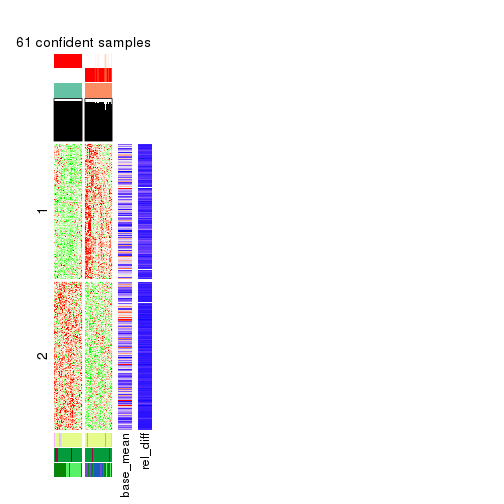 61 confident samples
1
2
base_mean
rel_diff